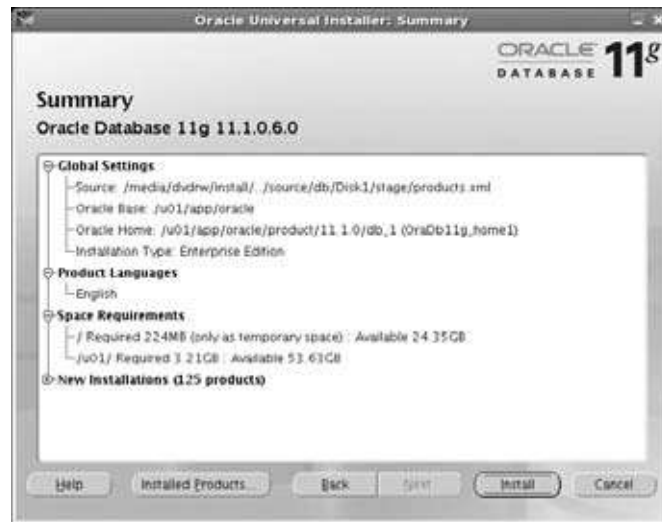 Oracle Universal Installer: Summary
ORACLE
DATABASE 11g
Summary
Oracle Database 11g 11.1.0.6.0
Global Settings
Source: /media/dvdrw/install/../source/db/Disk1/stage/products.xml
Oracle Base: /u01/app/oracle
Oracle Home: /u01/app/oracle/product/11.1.0/db_1 (OraDb11g_home1)
Installation Type: Enterprise Edition
Product Languages
English
Space Requirements
/ Required 224MB (only as temporary space) : Available 24.35GB
/u01/ Required 3.21GB : Available 53.63GB
New Installations (125 products)
Help Installed Products... Back Next Install Cancel